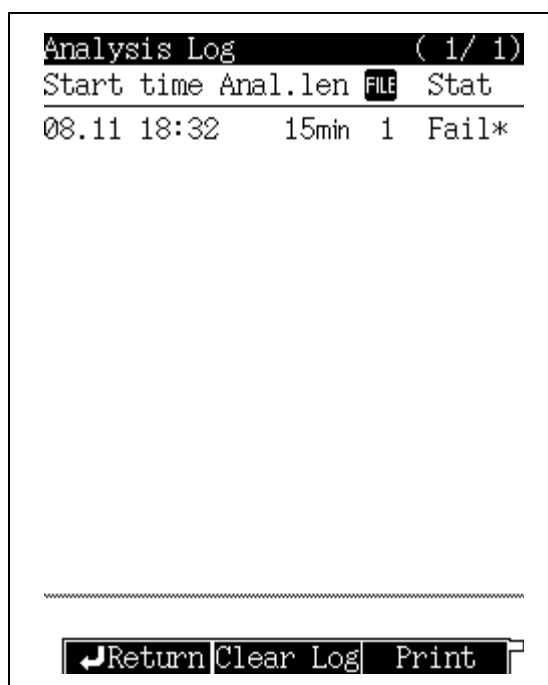 Analysis Log ( 1/ 1)
Start time Anal.len FILE Stat
08.11 18:32 15min 1 Fail*
↵Return Clear Log Print